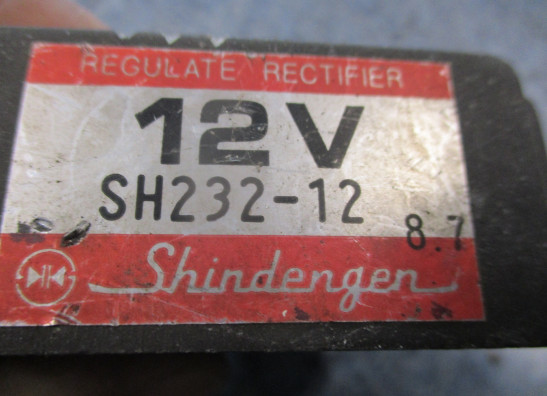 REGULATE RECTIFIER
12V
SH232-12
8.7
Shindengen